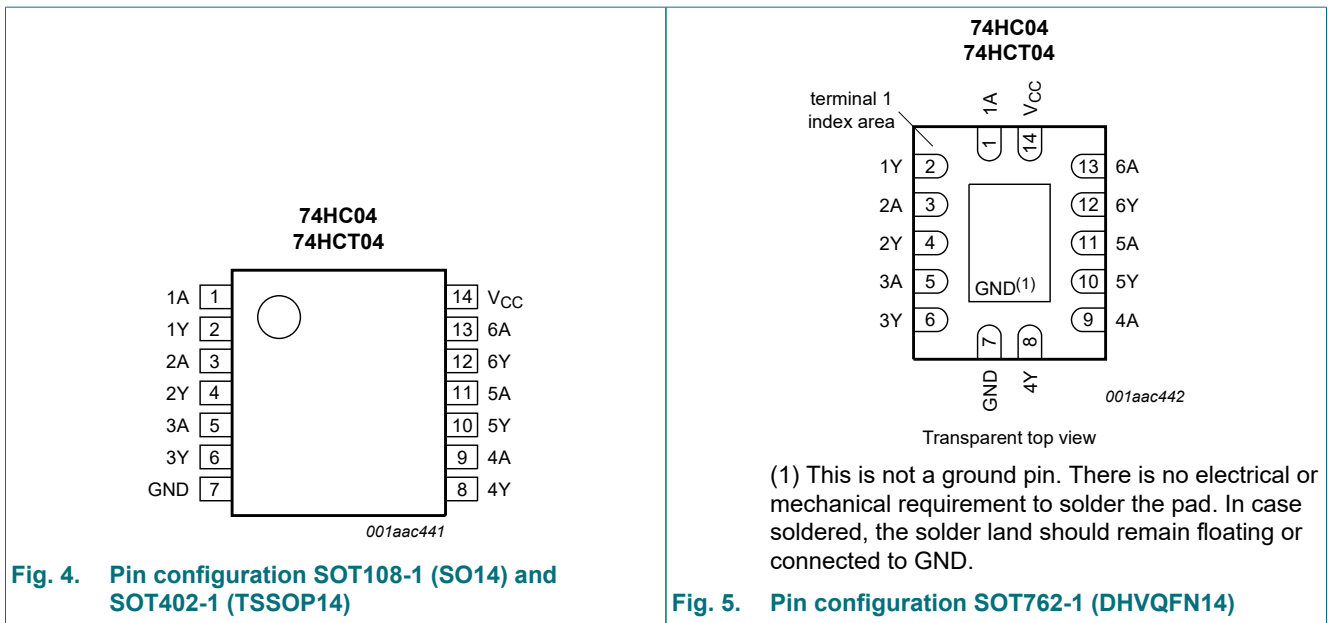 74HC04
74HCT04
1A 1
1Y 2
2A 3
2Y 4
3A 5
3Y 6
GND 7
14 VCC
13 6A
12 6Y
11 5A
10 5Y
9 4A
8 4Y
001aac441
Fig. 4. Pin configuration SOT108-1 (SO14) and
SOT402-1 (TSSOP14)
74HC04
74HCT04
terminal 1
index area
1A
VCC
1
14
1Y 2
2A 3
2Y 4
3A 5
3Y 6
13 6A
12 6Y
11 5A
10 5Y
9 4A
GND(1)
7
8
GND
4Y
001aac442
Transparent top view
(1) This is not a ground pin. There is no electrical or
mechanical requirement to solder the pad. In case
soldered, the solder land should remain floating or
connected to GND.
Fig. 5. Pin configuration SOT762-1 (DHVQFN14)